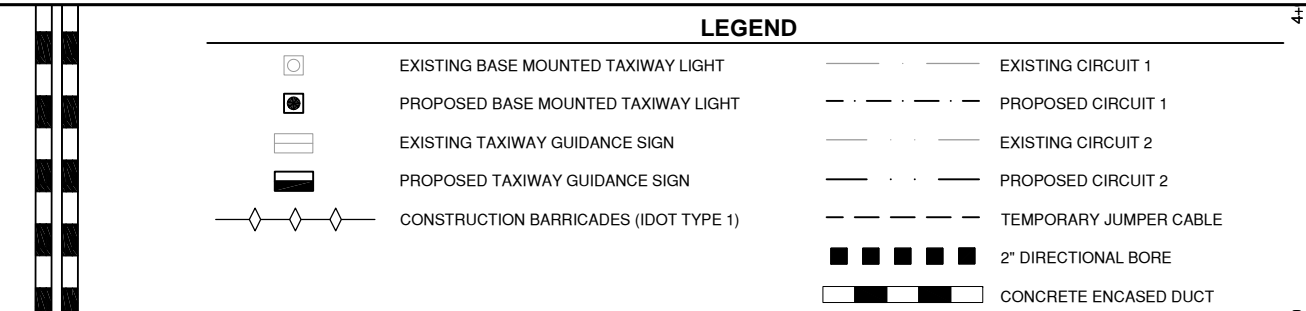 LEGEND
EXISTING BASE MOUNTED TAXIWAY LIGHT
PROPOSED BASE MOUNTED TAXIWAY LIGHT
EXISTING TAXIWAY GUIDANCE SIGN
PROPOSED TAXIWAY GUIDANCE SIGN
CONSTRUCTION BARRICADES (IDOT TYPE 1)
EXISTING CIRCUIT 1
PROPOSED CIRCUIT 1
EXISTING CIRCUIT 2
PROPOSED CIRCUIT 2
TEMPORARY JUMPER CABLE
2" DIRECTIONAL BORE
CONCRETE ENCASED DUCT